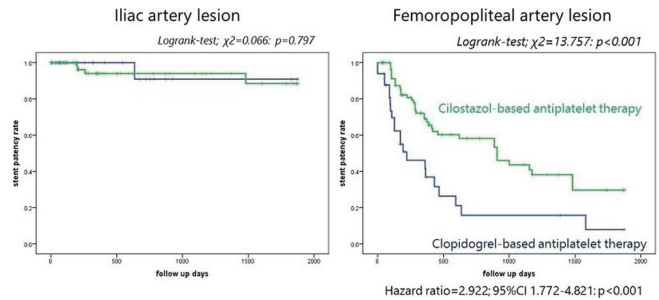 Iliac artery lesion
Logrank-test; χ2=0.066: p=0.797
stent patency rate
1.0
0.8
0.6
0.4
0.2
0.0
0
500
1000
1500
2000
follow up days
Femoropopliteal artery lesion
Logrank-test; χ2=13.757: p<0.001
Cilostazol-based antiplatelet therapy
stent patency rate
1.0
0.8
0.6
0.4
0.2
0.0
Clopidogrel-based antiplatelet therapy
0
500
1000
1500
2000
follow up days
Hazard ratio=2.922; 95%CI 1.772-4.821: p<0.001